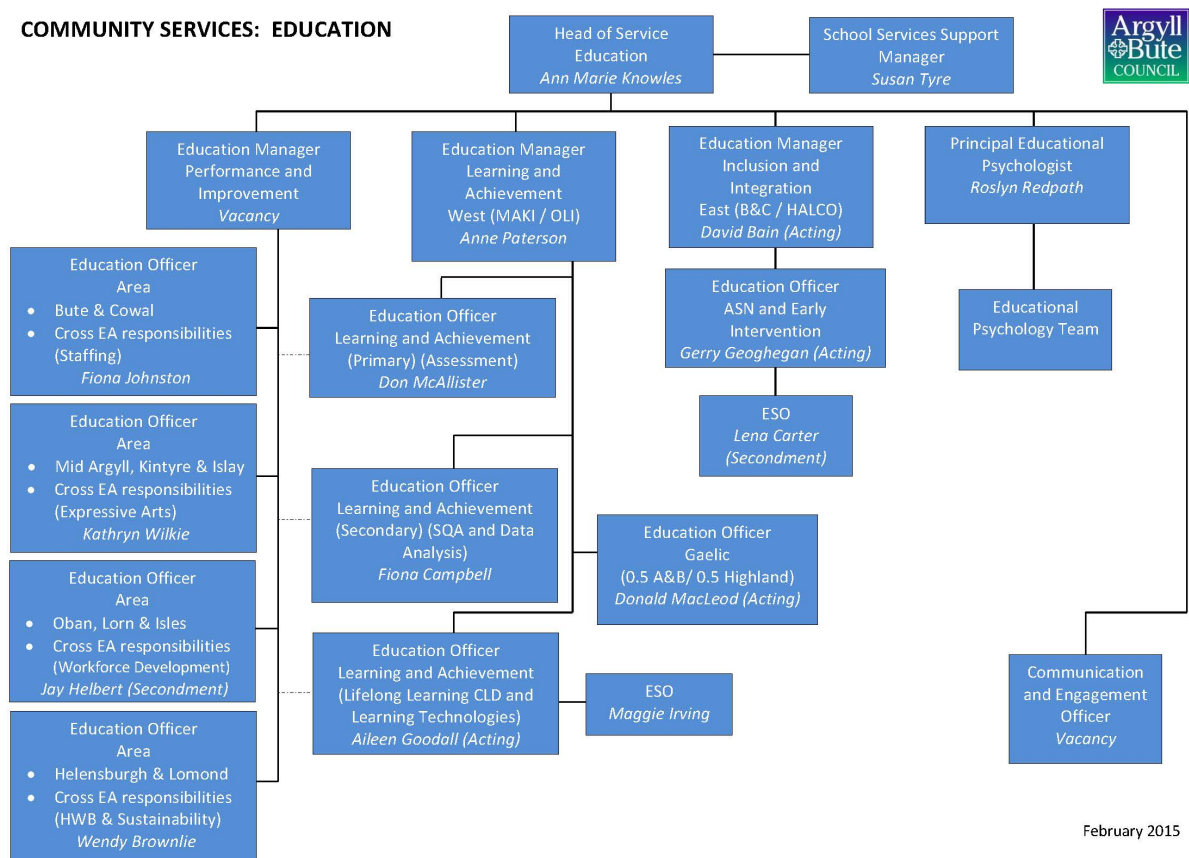 COMMUNITY SERVICES: EDUCATION
Head of Service
Education
Ann Marie Knowles
School Services Support
Manager
Susan Tyre
Argyll
&Bute
COUNCIL
Education Manager
Performance and
Improvement
Vacancy
Education Manager
Learning and
Achievement
West (MAKI / OLI)
Anne Paterson
Education Manager
Inclusion and
Integration
East (B&C / HALCO)
David Bain (Acting)
Principal Educational
Psychologist
Roslyn Redpath
Education Officer
Area
• Bute & Cowal
• Cross EA responsibilities
(Staffing)
Fiona Johnston
Education Officer
Learning and Achievement
(Primary) (Assessment)
Don McAllister
Education Officer
ASN and Early
Intervention
Gerry Geoghegan (Acting)
Educational
Psychology Team
ESO
Lena Carter
(Secondment)
Education Officer
Area
• Mid Argyll, Kintyre & Islay
• Cross EA responsibilities
(Expressive Arts)
Kathryn Wilkie
Education Officer
Learning and Achievement
(Secondary) (SQA and Data
Analysis)
Fiona Campbell
Education Officer
Gaelic
(0.5 A&B/ 0.5 Highland)
Donald MacLeod (Acting)
Education Officer
Area
• Oban, Lorn & Isles
• Cross EA responsibilities
(Workforce Development)
Jay Helbert (Secondment)
Education Officer
Learning and Achievement
(Lifelong Learning CLD and
Learning Technologies)
Aileen Goodall (Acting)
ESO
Maggie Irving
Communication
and Engagement
Officer
Vacancy
Education Officer
Area
• Helensburgh & Lomond
• Cross EA responsibilities
(HWB & Sustainability)
Wendy Brownlie
February 2015